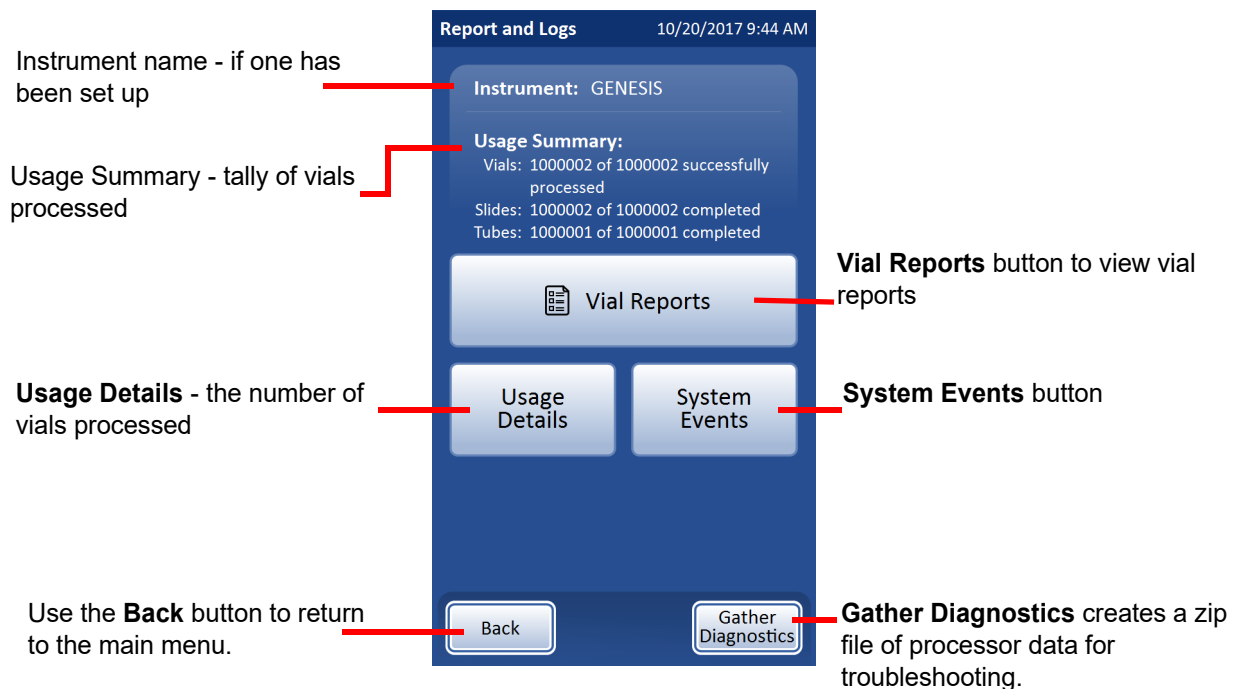 Report and Logs 10/20/2017 9:44 AM
Instrument name - if one has
been set up
Instrument: GENESIS
Usage Summary - tally of vials
processed
Usage Summary:
Vials: 1000002 of 1000002 successfully
processed
Slides: 1000002 of 1000002 completed
Tubes: 1000001 of 1000001 completed
Vial Reports
Vial Reports button to view vial
reports
Usage Details - the number of
vials processed
Usage
Details
System
Events
System Events button
Use the Back button to return
to the main menu.
Back
Gather
Diagnostics
Gather Diagnostics creates a zip
file of processor data for
troubleshooting.